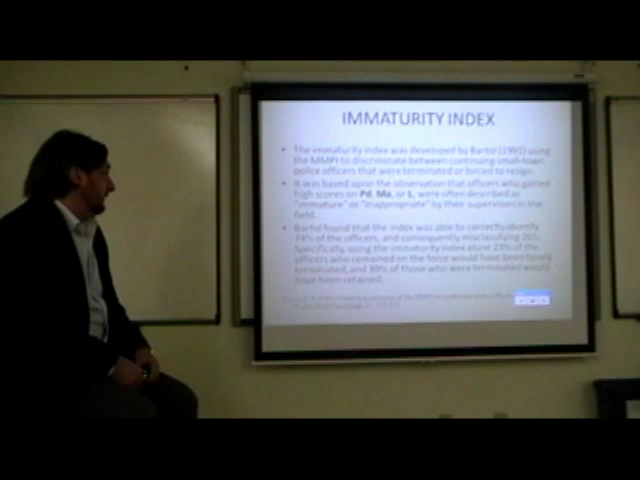 IMMATURITY INDEX
• The immaturity index was developed by Bartol (1991) using
the MMPI to discriminate between continuing small-town
police officers that were terminated or forced to resign.
• It was based upon the observation that officers who gained
high scores on Pd, Ma, or L, were often described as
"immature" or "inappropriate" by their supervisors in the
field.
• Bartol found that the index was able to correctly identify
74% of the officers, and consequently misclassifying 26%.
Specifically, using the immaturity index alone 23% of the
officers who remained on the force would have been falsely
terminated, and 30% of those who were terminated would
have been retained.